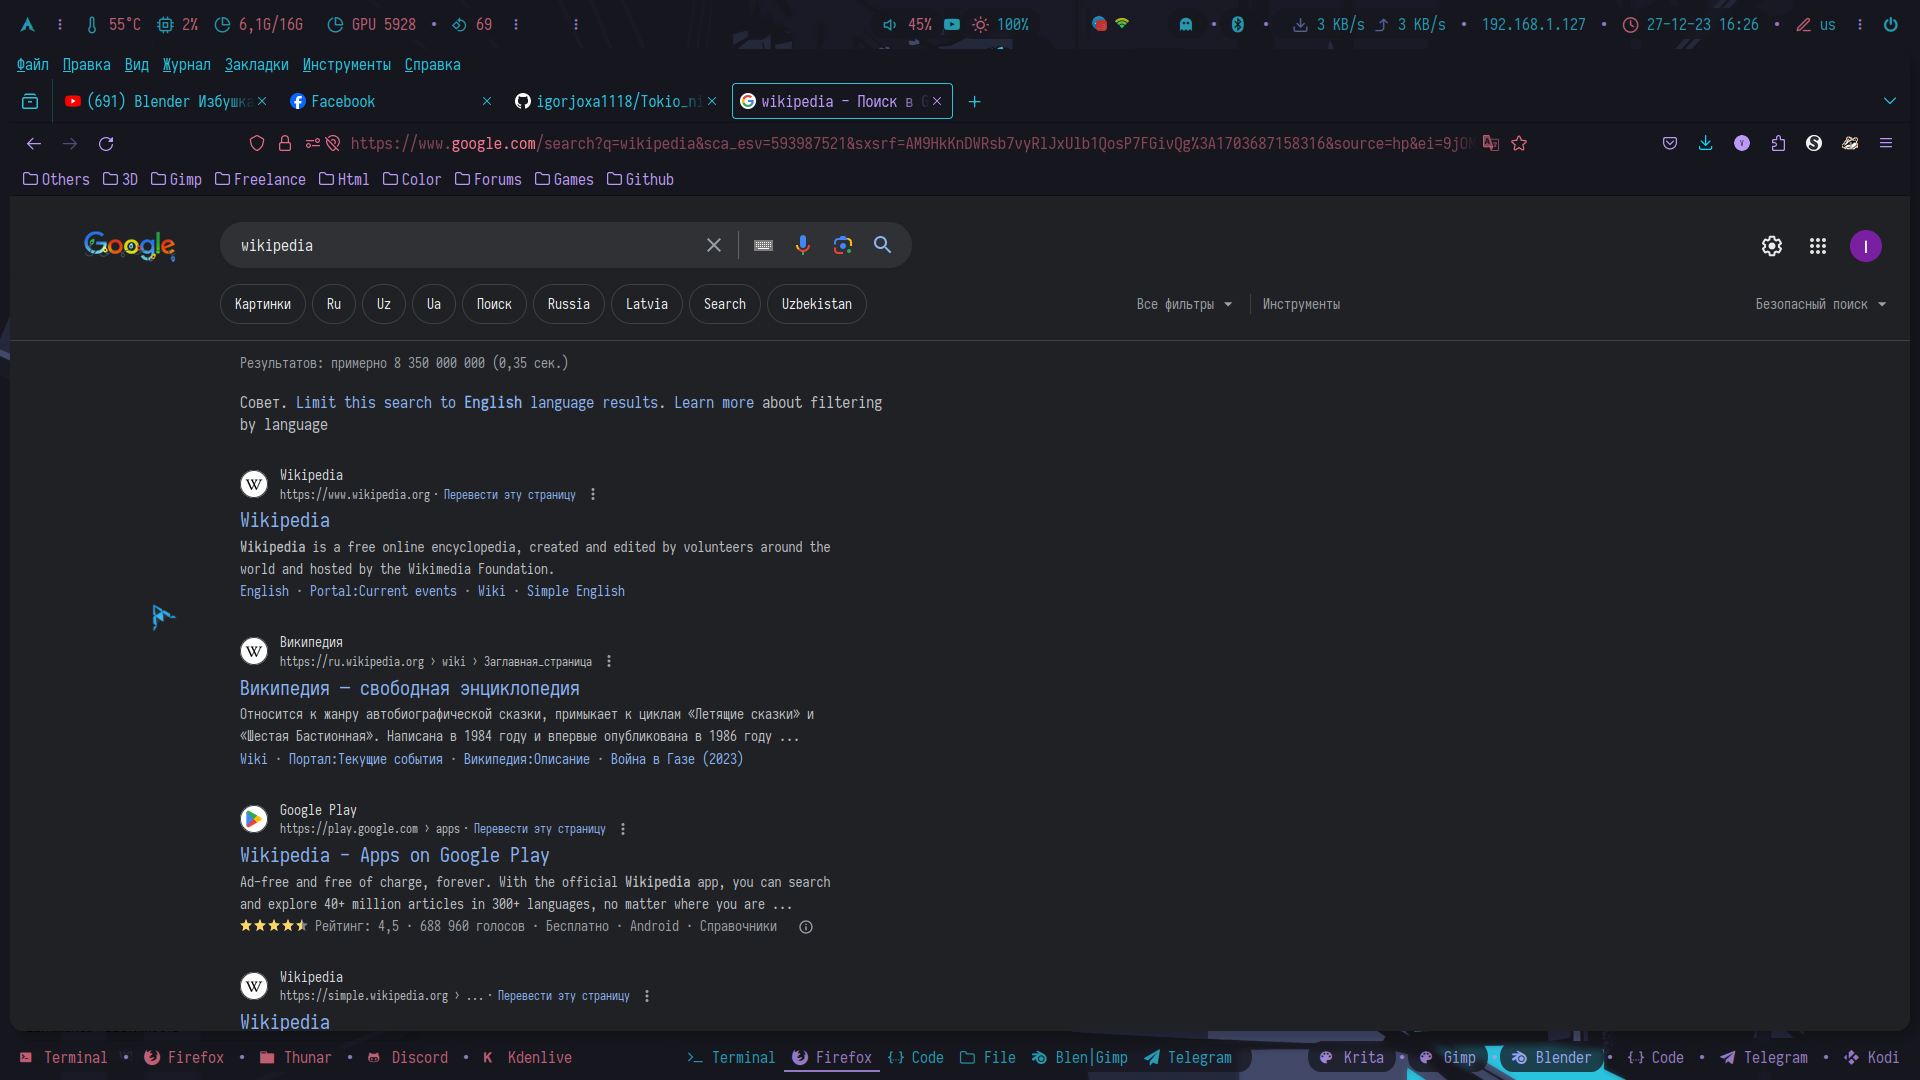 55°C 2% 6,1G/16G GPU 5928 • 69 45% 100% 3 KB/s 3 KB/s • 192.168.1.127 • 27-12-23 16:26 • us
Файл Правка Вид Журнал Закладки Инструменты Справка
(691) Blender Избушка Facebook igorjoxa1118/Tokio_ni wikipedia - Поиск в G
https://www.google.com/search?q=wikipedia&sca_esv=593987521&sxsrf=AM9HkKnDWRsb7vyRlJxUlb1QosP7FGivQg%3A1703687158316&source=hp&ei=9jOM
Others 3D Gimp Freelance Html Color Forums Games Github
Google wikipedia I
Картинки Ru Uz Ua Поиск Russia Latvia Search Uzbekistan Все фильтры Инструменты Безопасный поиск
Результатов: примерно 8 350 000 000 (0,35 сек.)
Совет. Limit this search to English language results. Learn more about filtering
by language
Wikipedia
https://www.wikipedia.org · Перевести эту страницу
Wikipedia
Wikipedia is a free online encyclopedia, created and edited by volunteers around the
world and hosted by the Wikimedia Foundation.
English · Portal:Current events · Wiki · Simple English
Википедия
https://ru.wikipedia.org › wiki › Заглавная_страница
Википедия — свободная энциклопедия
Относится к жанру автобиографической сказки, примыкает к циклам «Летящие сказки» и
«Шестая Бастионная». Написана в 1984 году и впервые опубликована в 1986 году ...
Wiki · Портал:Текущие события · Википедия:Описание · Война в Газе (2023)
Google Play
https://play.google.com › apps · Перевести эту страницу
Wikipedia - Apps on Google Play
Ad-free and free of charge, forever. With the official Wikipedia app, you can search
and explore 40+ million articles in 300+ languages, no matter where you are ...
Рейтинг: 4,5 · 688 960 голосов · Бесплатно · Android · Справочники
Wikipedia
https://simple.wikipedia.org › ... · Перевести эту страницу
Wikipedia
Terminal • Firefox • Thunar • Discord • Kdenlive Terminal Firefox Code File Blen|Gimp Telegram Krita • Gimp • Blender • Code • Telegram • Kodi